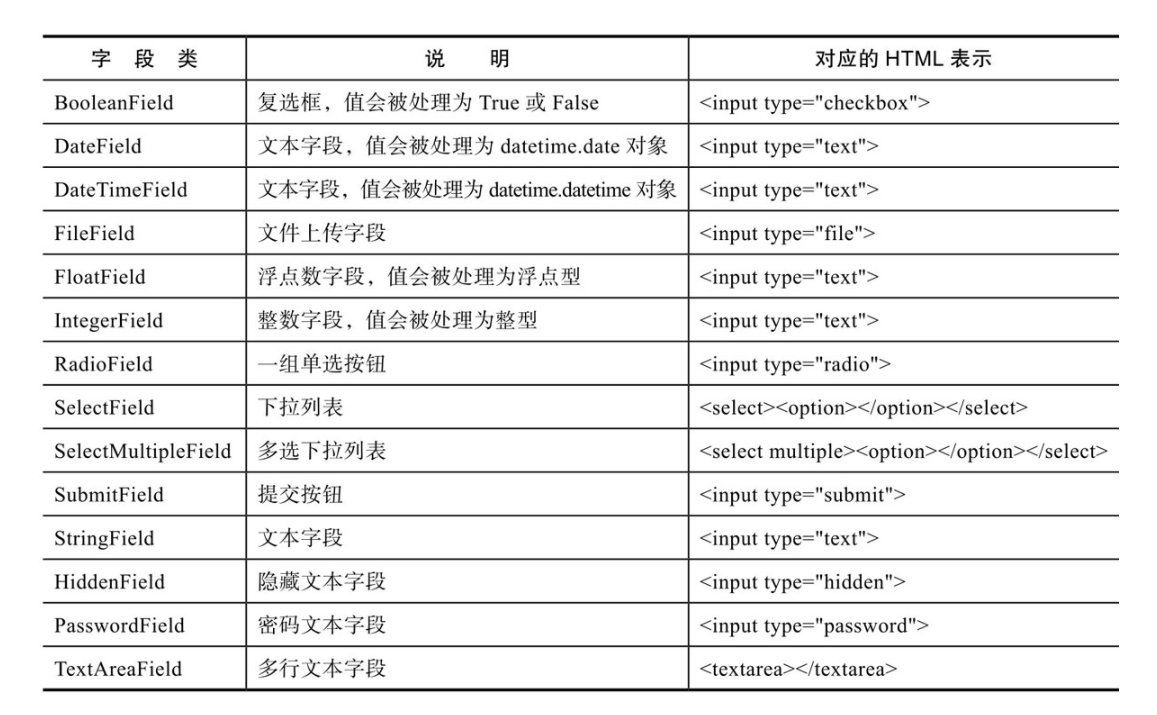 字 段 类 说 明 对应的 HTML 表示
BooleanField 复选框，值会被处理为 True 或 False <input type="checkbox">
DateField 文本字段，值会被处理为 datetime.date 对象 <input type="text">
DateTimeField 文本字段，值会被处理为 datetime.datetime 对象 <input type="text">
FileField 文件上传字段 <input type="file">
FloatField 浮点数字段，值会被处理为浮点型 <input type="text">
IntegerField 整数字段，值会被处理为整型 <input type="text">
RadioField 一组单选按钮 <input type="radio">
SelectField 下拉列表 <select><option></option></select>
SelectMultipleField 多选下拉列表 <select multiple><option></option></select>
SubmitField 提交按钮 <input type="submit">
StringField 文本字段 <input type="text">
HiddenField 隐藏文本字段 <input type="hidden">
PasswordField 密码文本字段 <input type="password">
TextAreaField 多行文本字段 <textarea></textarea>